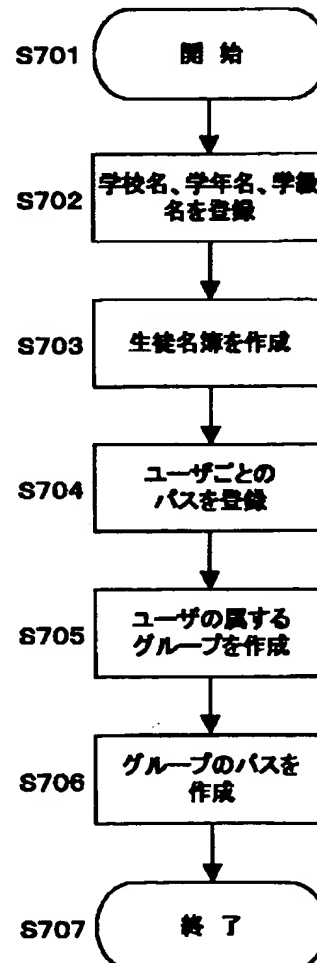 S701 開始
S702 学校名、学年名、学級
名を登録
S703 生徒名簿を作成
S704 ユーザごとの
パスを登録
S705 ユーザの属する
グループを作成
S706 グループのパスを
作成
S707 終了